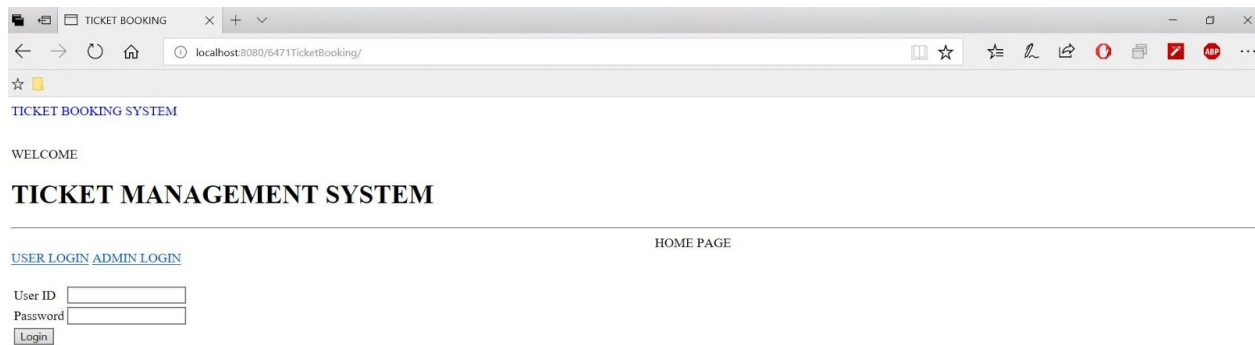 TICKET BOOKING
localhost:8080/6471TicketBooking/
ABP
TICKET BOOKING SYSTEM
WELCOME
TICKET MANAGEMENT SYSTEM
HOME PAGE
USER LOGIN ADMIN LOGIN
User ID
Password
Login